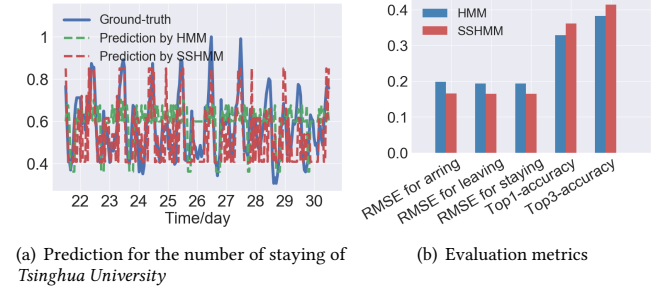 Ground-truth
Prediction by HMM
Prediction by SSHMM
1
0.8
0.6
0.4
22 23 24 25 26 27 28 29 30
Time/day
(a) Prediction for the number of staying of
Tsinghua University
HMM
SSHMM
0.4
0.3
0.2
0.1
0.0
RMSE for arring
RMSE for leaving
RMSE for staying
Top1-accuracy
Top3-accuracy
(b) Evaluation metrics